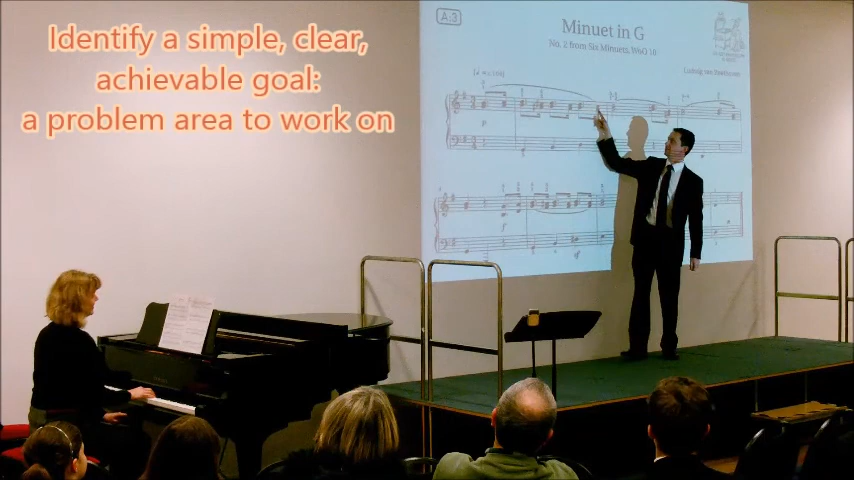 Identify a simple, clear,
achievable goal:
a problem area to work on
A:3
Minuet in G
No. 2 from Six Minuets, WoO 10
Ludwig van Beethoven